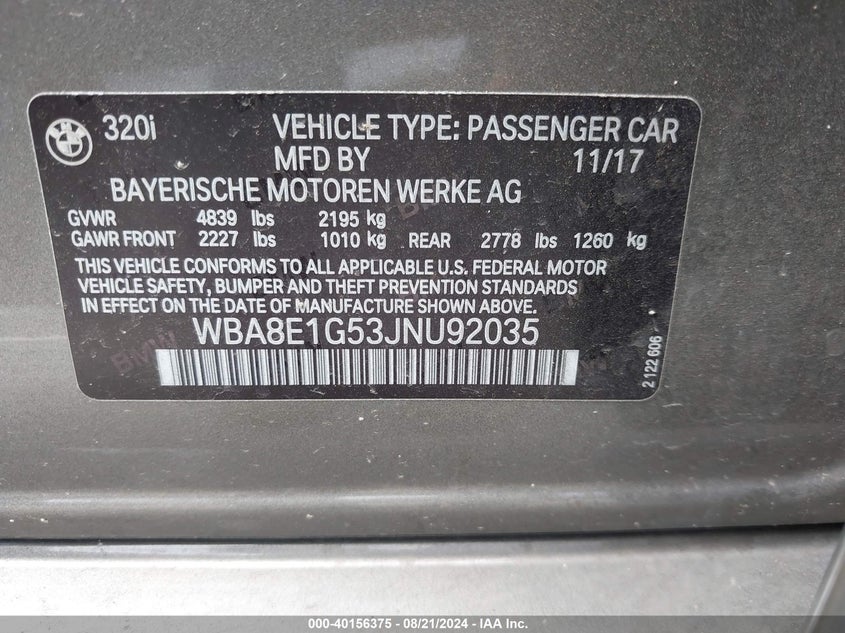 320i VEHICLE TYPE: PASSENGER CAR
MFD BY 11/17
BAYERISCHE MOTOREN WERKE AG
GVWR 4839 lbs 2195 kg
GAWR FRONT 2227 lbs 1010 kg REAR 2778 lbs 1260 kg
THIS VEHICLE CONFORMS TO ALL APPLICABLE U.S. FEDERAL MOTOR
VEHICLE SAFETY, BUMPER AND THEFT PREVENTION STANDARDS
IN EFFECT ON THE DATE OF MANUFACTURE SHOWN ABOVE.
WBA8E1G53JNU92035
2 122 606
000-40156375 - 08/21/2024 - IAA Inc.